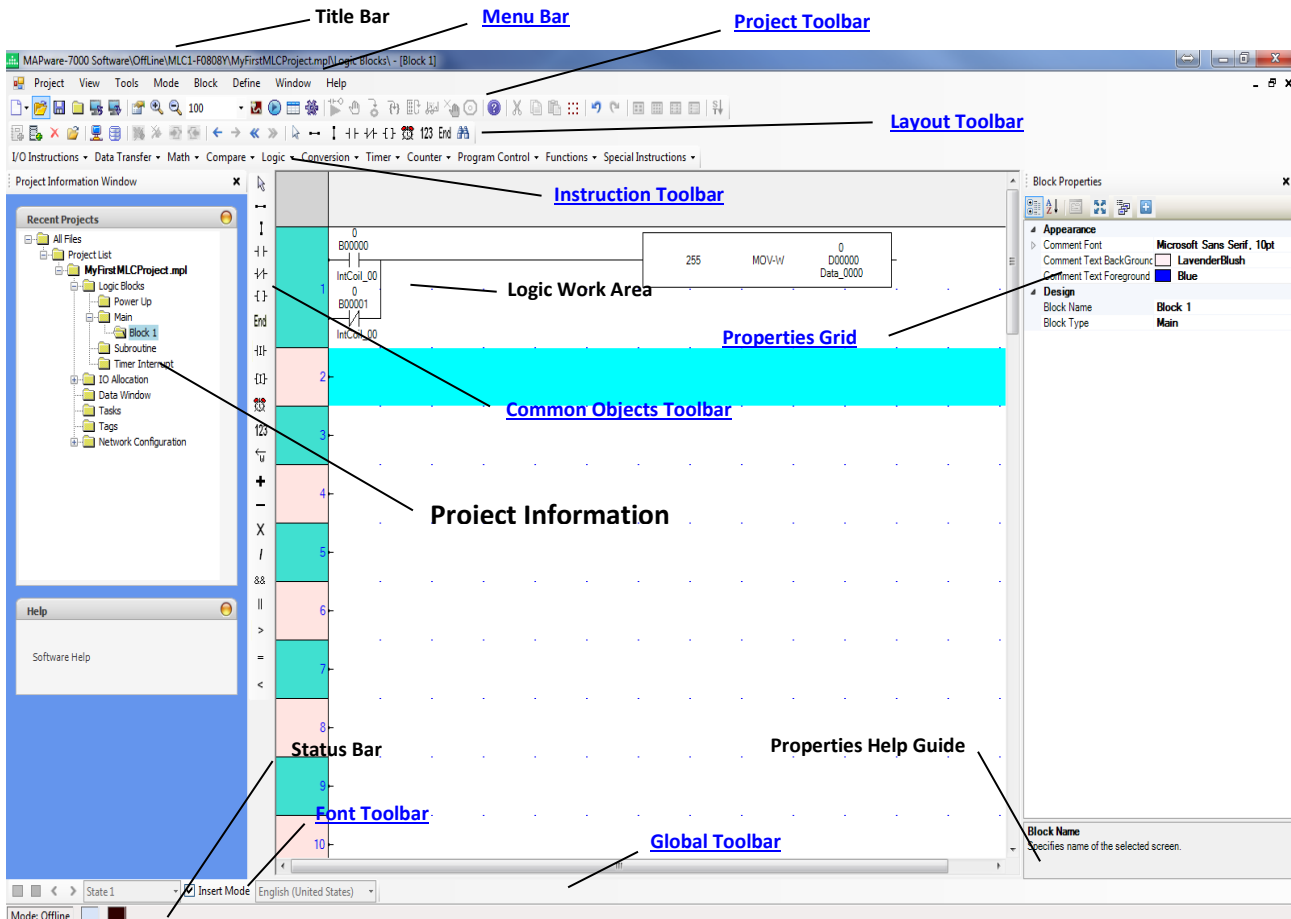 Title Bar
Menu Bar
Project Toolbar
MAPware-7000 Software\OffLine\MLC1-F0808Y\MyFirstMLCProject.mpl\Logic Blocks\ - [Block 1]
Project View Tools Mode Block Define Window Help
100
Layout Toolbar
123 End
I/O Instructions Data Transfer Math Compare Logic Conversion Timer Counter Program Control Functions Special Instructions
Project Information Window
Block Properties
Instruction Toolbar
Recent Projects
All Files
Project List
MyFirstMLCProject.mpl
Logic Blocks
Power Up
Main
Block 1
Subroutine
Timer Interrupt
IO Allocation
Data Window
Tasks
Tags
Network Configuration
Help
Software Help
End
123
U
+
−
X
/
&&
||
>
=
<
0
B00000
IntCoil_00
0
B00001
IntCoil_00
255 MOV-W
0
D00000
Data_0000
Logic Work Area
1
2
3
4
5
6
7
8
9
10
Appearance
Comment Font Microsoft Sans Serif, 10pt
Comment Text BackGround LavenderBlush
Comment Text Foreground Blue
Design
Block Name Block 1
Block Type Main
Properties Grid
Common Objects Toolbar
Project Information
Status Bar
Properties Help Guide
Font Toolbar
Global Toolbar
Block Name
Specifies name of the selected screen.
State 1
Insert Mode
English (United States)
Mode: Offline